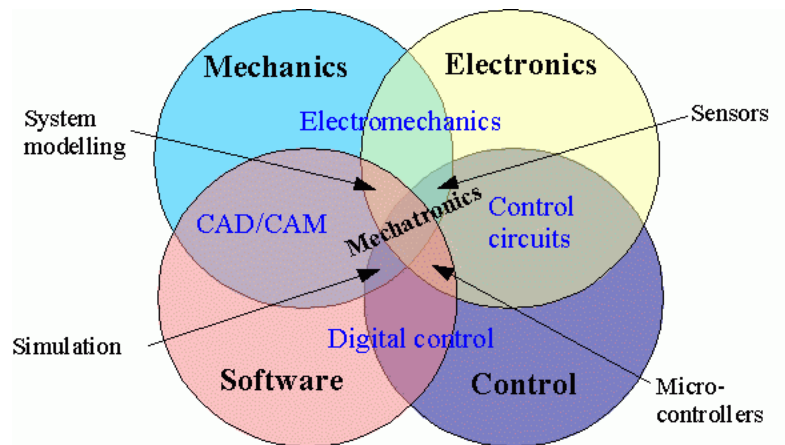 Mechanics
Electronics
System
modelling
Electromechanics
Sensors
CAD/CAM
Mechatronics
Control
circuits
Simulation
Digital control
Software
Control
Micro-
controllers